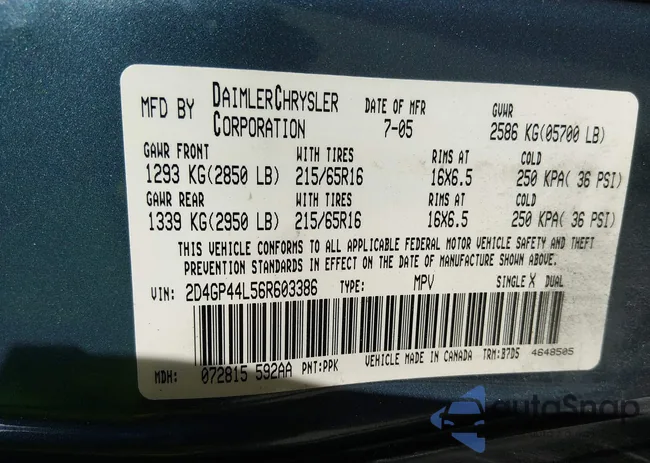 MFD BY DAIMLERCHRYSLER CORPORATION DATE OF MFR 7-05 GVWR 2586 KG(05700 LB)
GAWR FRONT WITH TIRES RIMS AT COLD
1293 KG(2850 LB) 215/65R16 16X6.5 250 KPA( 36 PSI)
GAWR REAR WITH TIRES RIMS AT COLD
1339 KG(2950 LB) 215/65R16 16X6.5 250 KPA( 36 PSI)
THIS VEHICLE CONFORMS TO ALL APPLICABLE FEDERAL MOTOR VEHICLE SAFETY AND THEFT
PREVENTION STANDARDS IN EFFECT ON THE DATE OF MANUFACTURE SHOWN ABOVE.
VIN: 2D4GP44L56R603386 TYPE: MPV SINGLE X DUAL
MDH: 072815 592AA PNT:PPK VEHICLE MADE IN CANADA TRM:B7D5 4648505
autoSnap